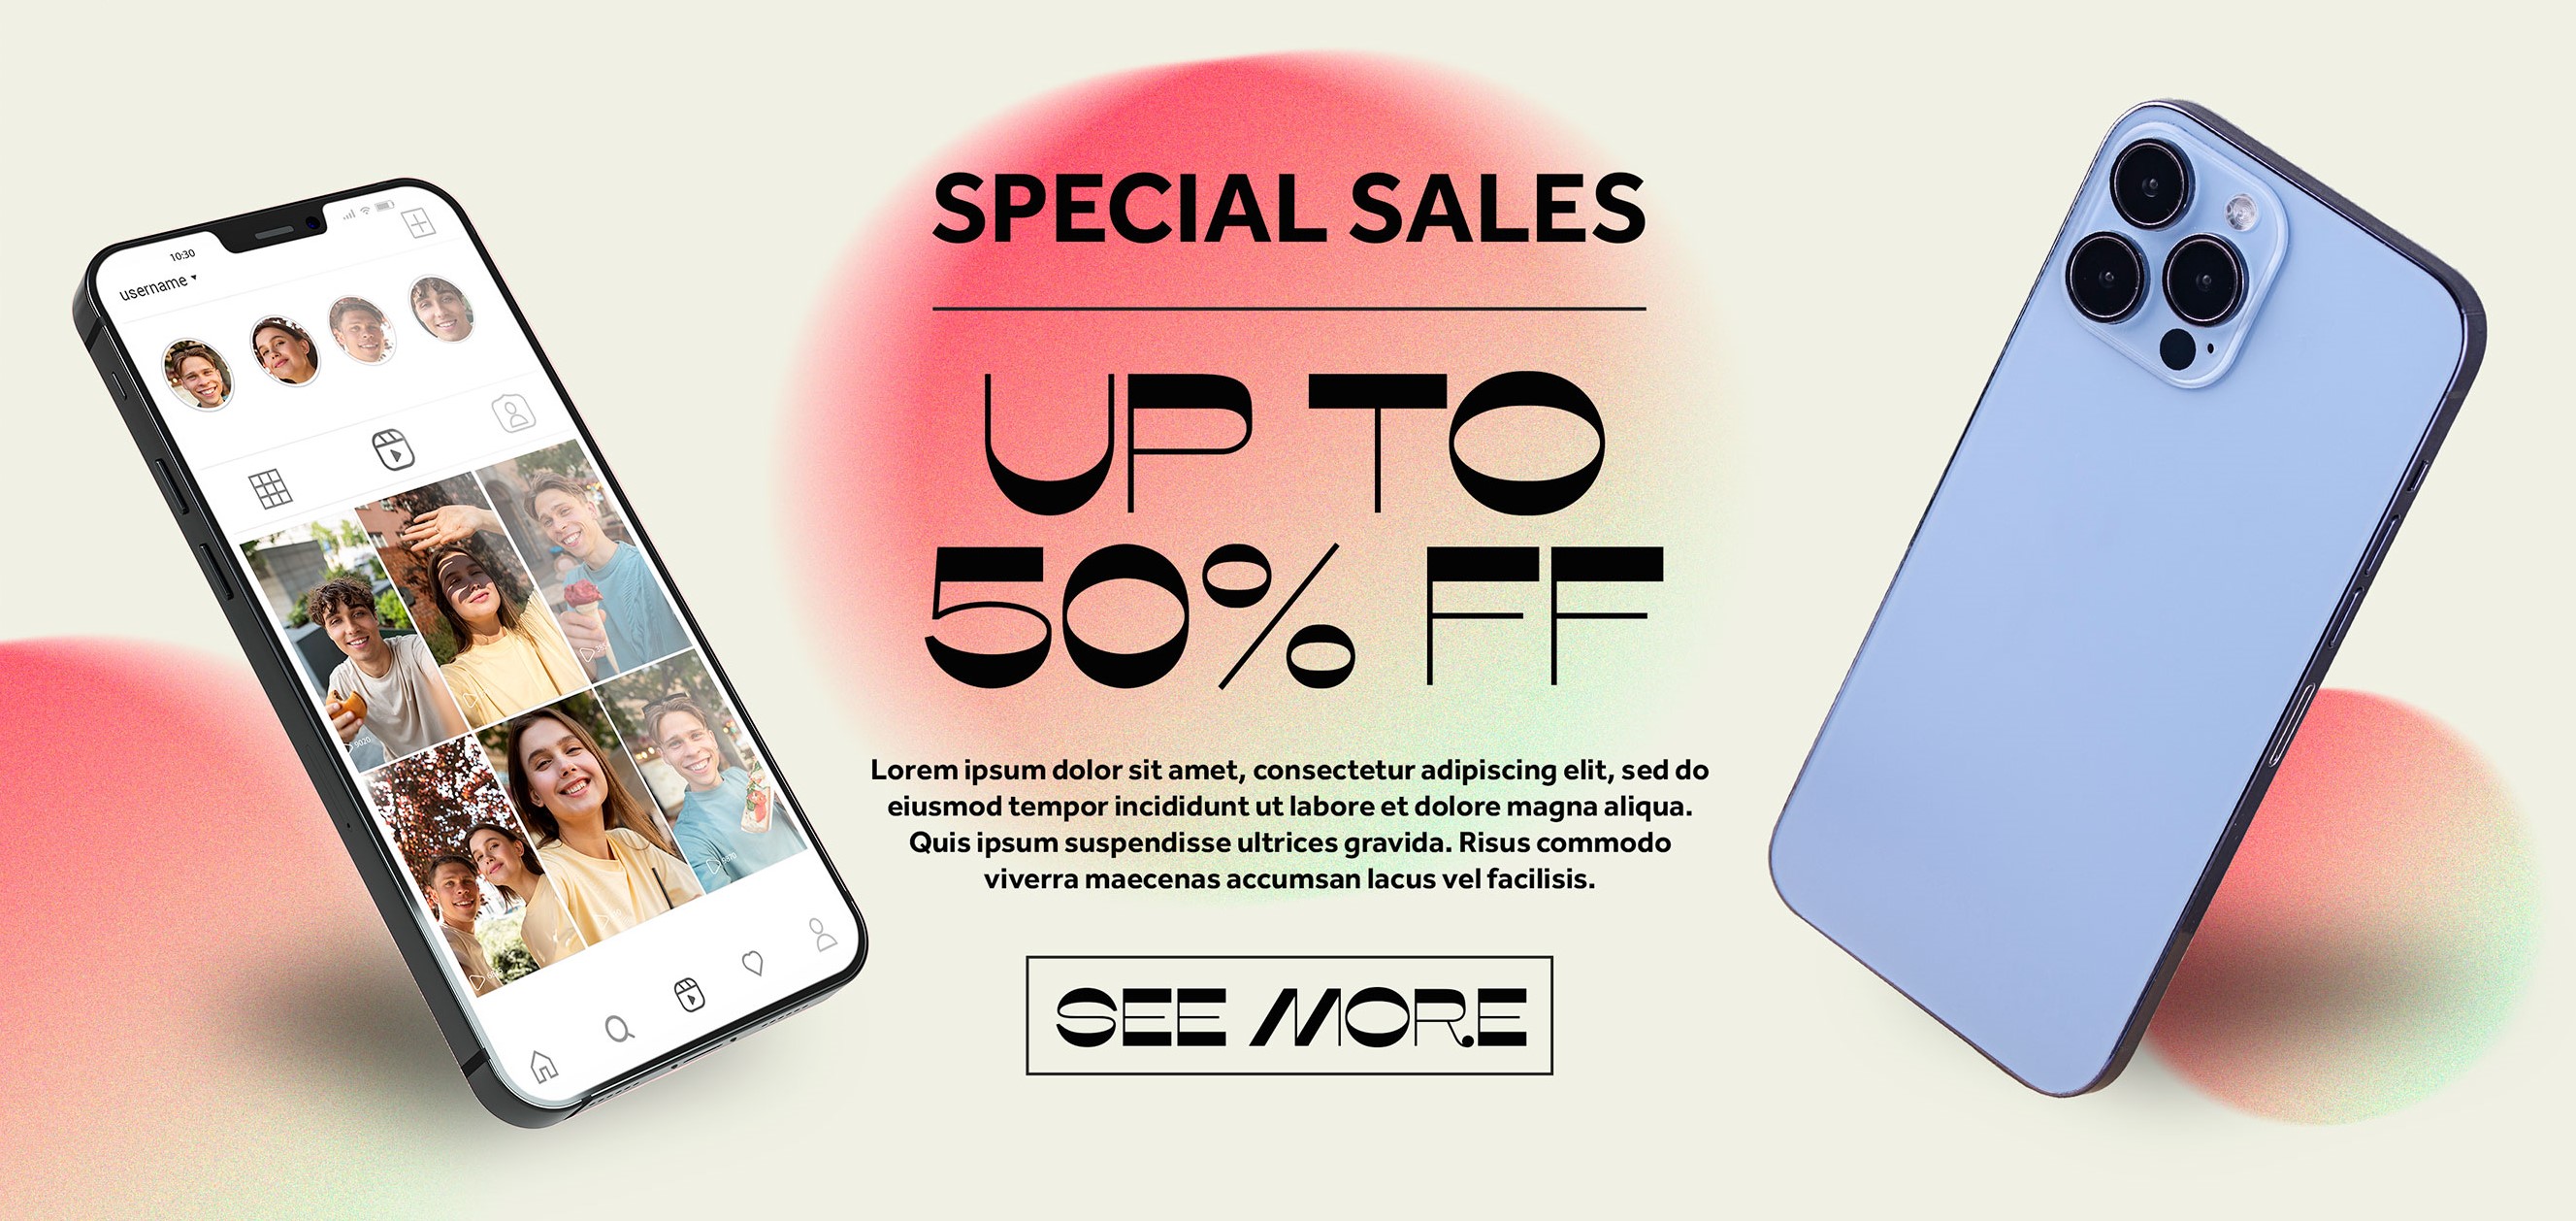 SPECIAL SALES
UP TO
50% FF
Lorem ipsum dolor sit amet, consectetur adipiscing elit, sed do
eiusmod tempor incididunt ut labore et dolore magna aliqua.
Quis ipsum suspendisse ultrices gravida. Risus commodo
viverra maecenas accumsan lacus vel facilisis.
SEE MORE
10:30
username
9020